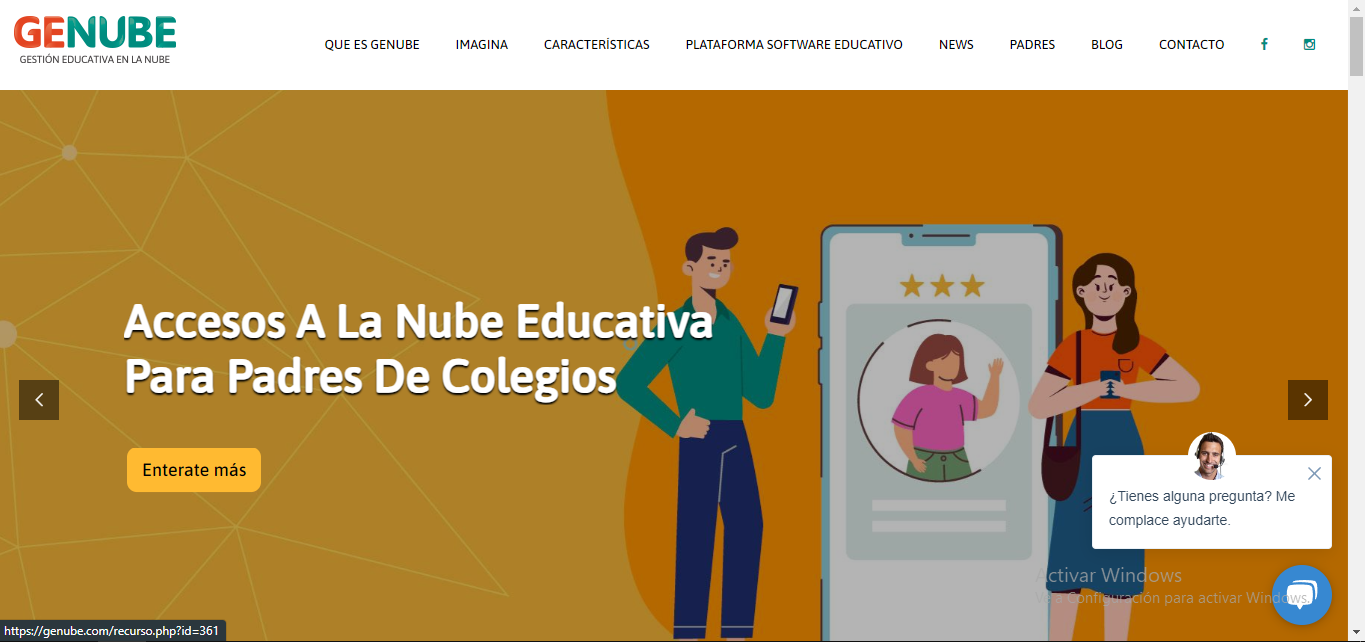 GENUBE
GESTIÓN EDUCATIVA EN LA NUBE
QUE ES GENUBE IMAGINA CARACTERÍSTICAS PLATAFORMA SOFTWARE EDUCATIVO NEWS PADRES BLOG CONTACTO
Accesos A La Nube Educativa
Para Padres De Colegios
Enterate más
¿Tienes alguna pregunta? Me
complace ayudarte.
Activar Windows
Ve a Configuración para activar Windows.
https://genube.com/recurso.php?id=361